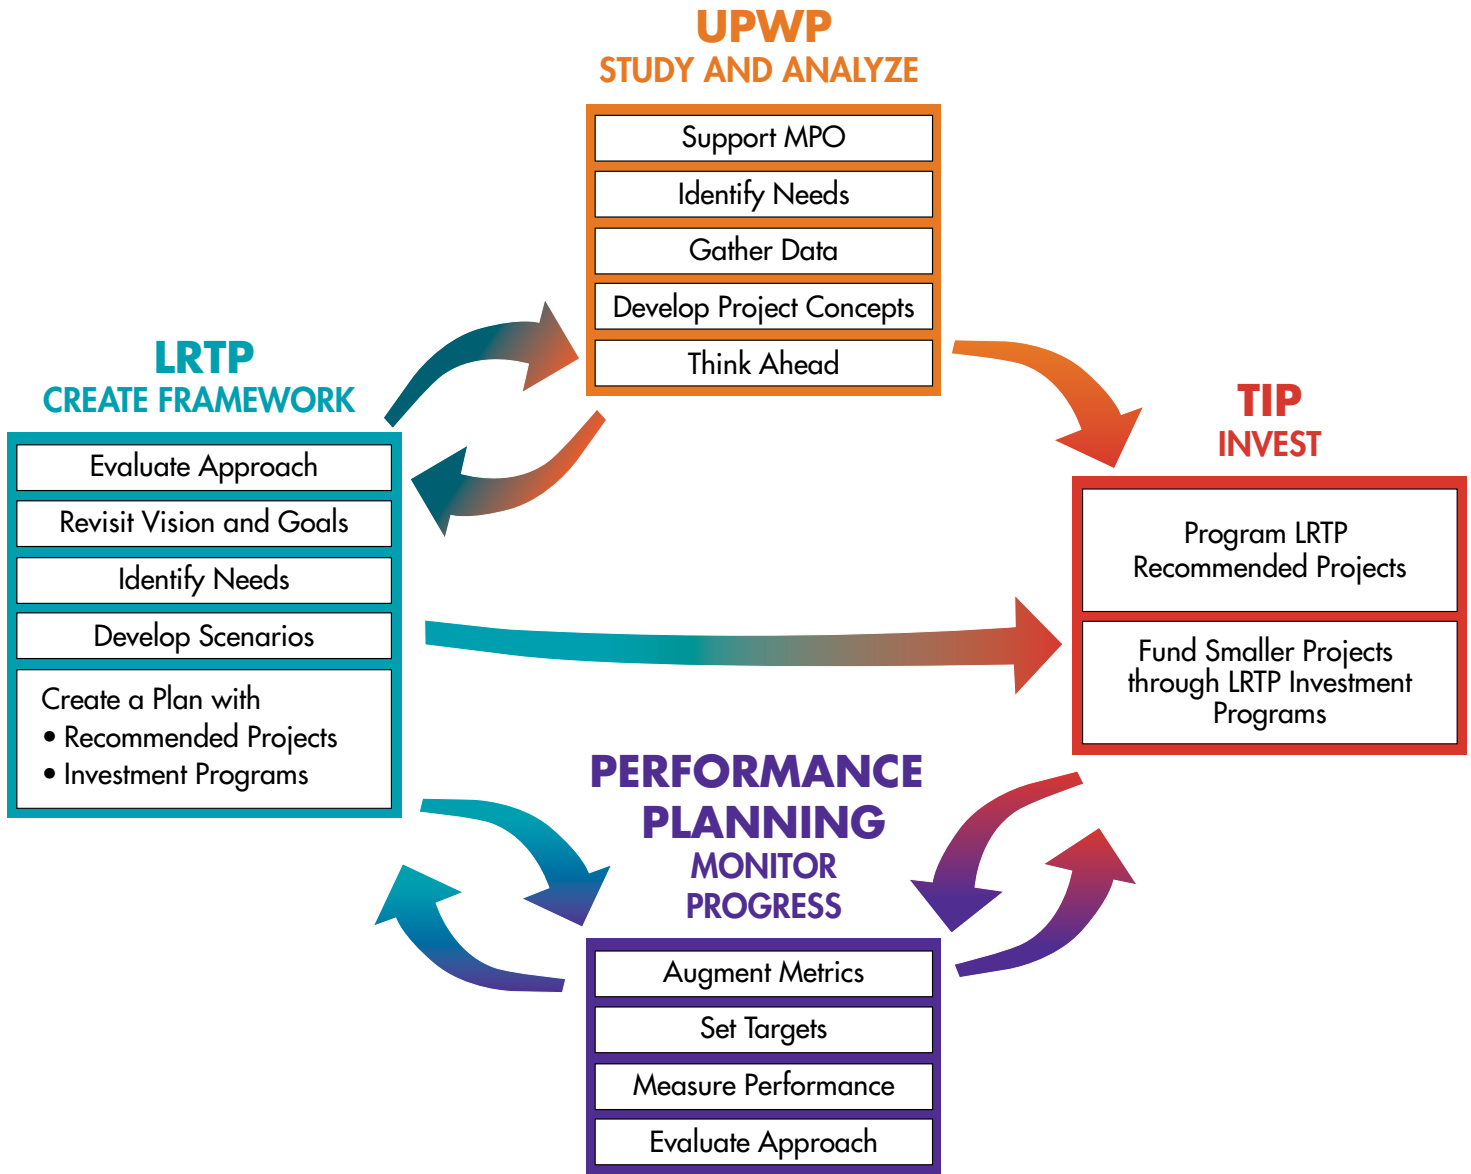 UPWP
STUDY AND ANALYZE
Support MPO
Identify Needs
Gather Data
Develop Project Concepts
Think Ahead
LRTP
CREATE FRAMEWORK
Evaluate Approach
Revisit Vision and Goals
Identify Needs
Develop Scenarios
Create a Plan with
• Recommended Projects
• Investment Programs
TIP
INVEST
Program LRTP
Recommended Projects
Fund Smaller Projects
through LRTP Investment
Programs
PERFORMANCE
PLANNING
MONITOR
PROGRESS
Augment Metrics
Set Targets
Measure Performance
Evaluate Approach